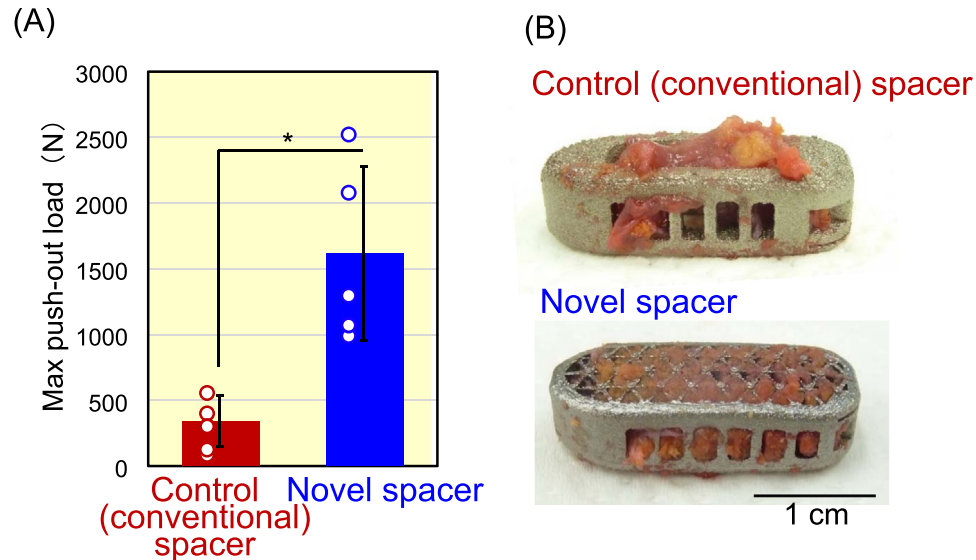 (A)
Max push-out load (N)
3000
2500
2000
1500
1000
500
0
*
Control
(conventional)
spacer
Novel spacer
(B)
Control (conventional) spacer
Novel spacer
1 cm